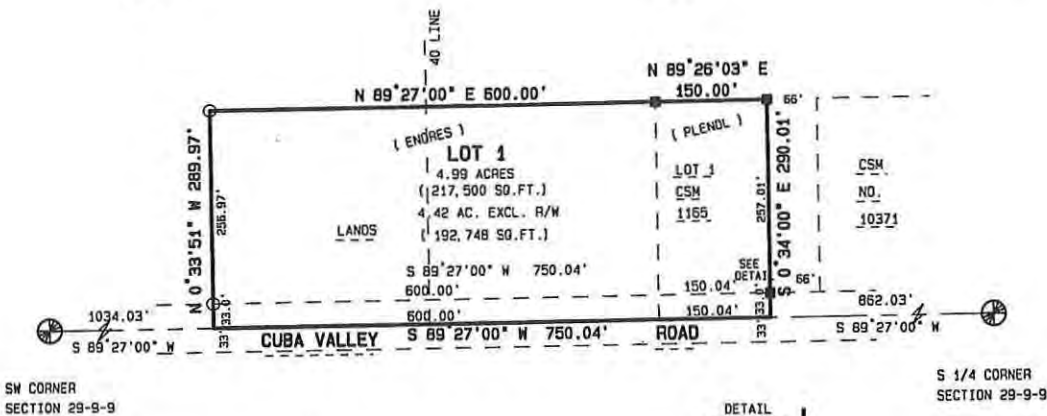 40 LINE
N 89°27'00" E 600.00'
N 89°26'03" E
150.00'
66'
( ENDRES )
( PLENDL )
LOT 1
4.99 ACRES
( 217,500 SQ.FT.)
4.42 AC. EXCL. R/W
( 192,748 SQ.FT.)
LANDS
LOT 1
CSM
1165
CSM
NO.
10371
N 0°33'51" W 289.97'
256.97'
257.01'
S 0°34'00" E 290.01'
SEE
DETAIL
S 89°27'00" W 750.04'
600.00'
150.04'
66'
33.0'
33.0'
1034.03'
600.00'
150.04'
862.03'
33'
33'
S 89°27'00" W
CUBA VALLEY S 89 27'00" W 750.04' ROAD
S 89°27'00" W
SW CORNER
SECTION 29-9-9
S 1/4 CORNER
SECTION 29-9-9
DETAIL